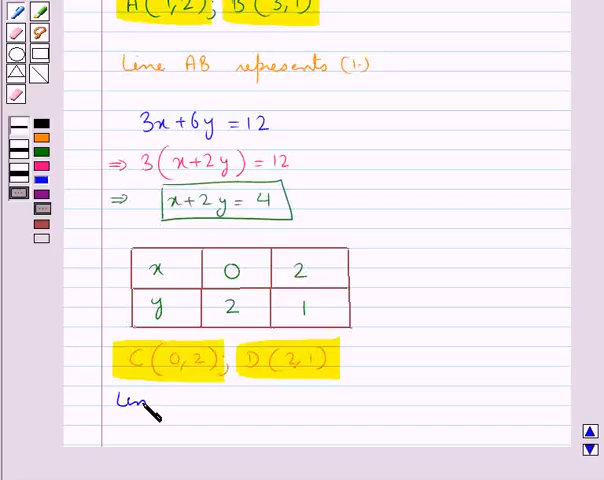 A(1,2); B(3,1)
Line AB represents (1.)
3x+6y = 12
⇒ 3(x+2y) = 12
⇒ x+2y = 4
x 0 2
y 2 1
C(0,2); D(2,1)
Lin